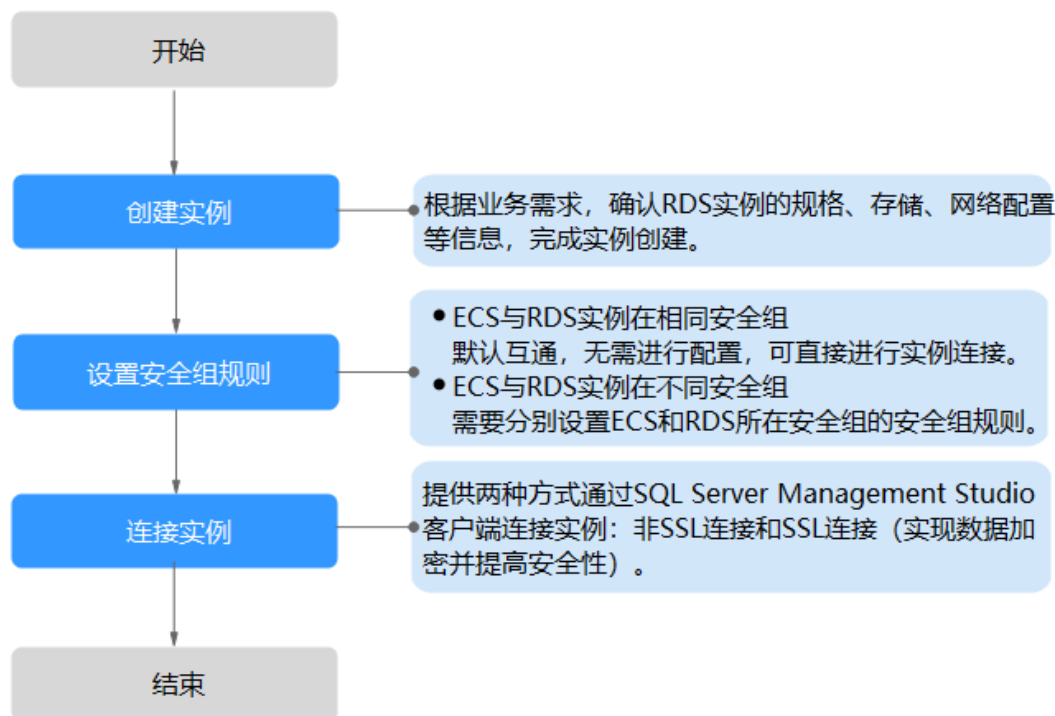 开始
创建实例
根据业务需求，确认RDS实例的规格、存储、网络配置
等信息，完成实例创建。
设置安全组规则
● ECS与RDS实例在相同安全组
默认互通，无需进行配置，可直接进行实例连接。
● ECS与RDS实例在不同安全组
需要分别设置ECS和RDS所在安全组的安全组规则。
连接实例
提供两种方式通过SQL Server Management Studio
客户端连接实例：非SSL连接和SSL连接（实现数据加
密并提高安全性）。
结束